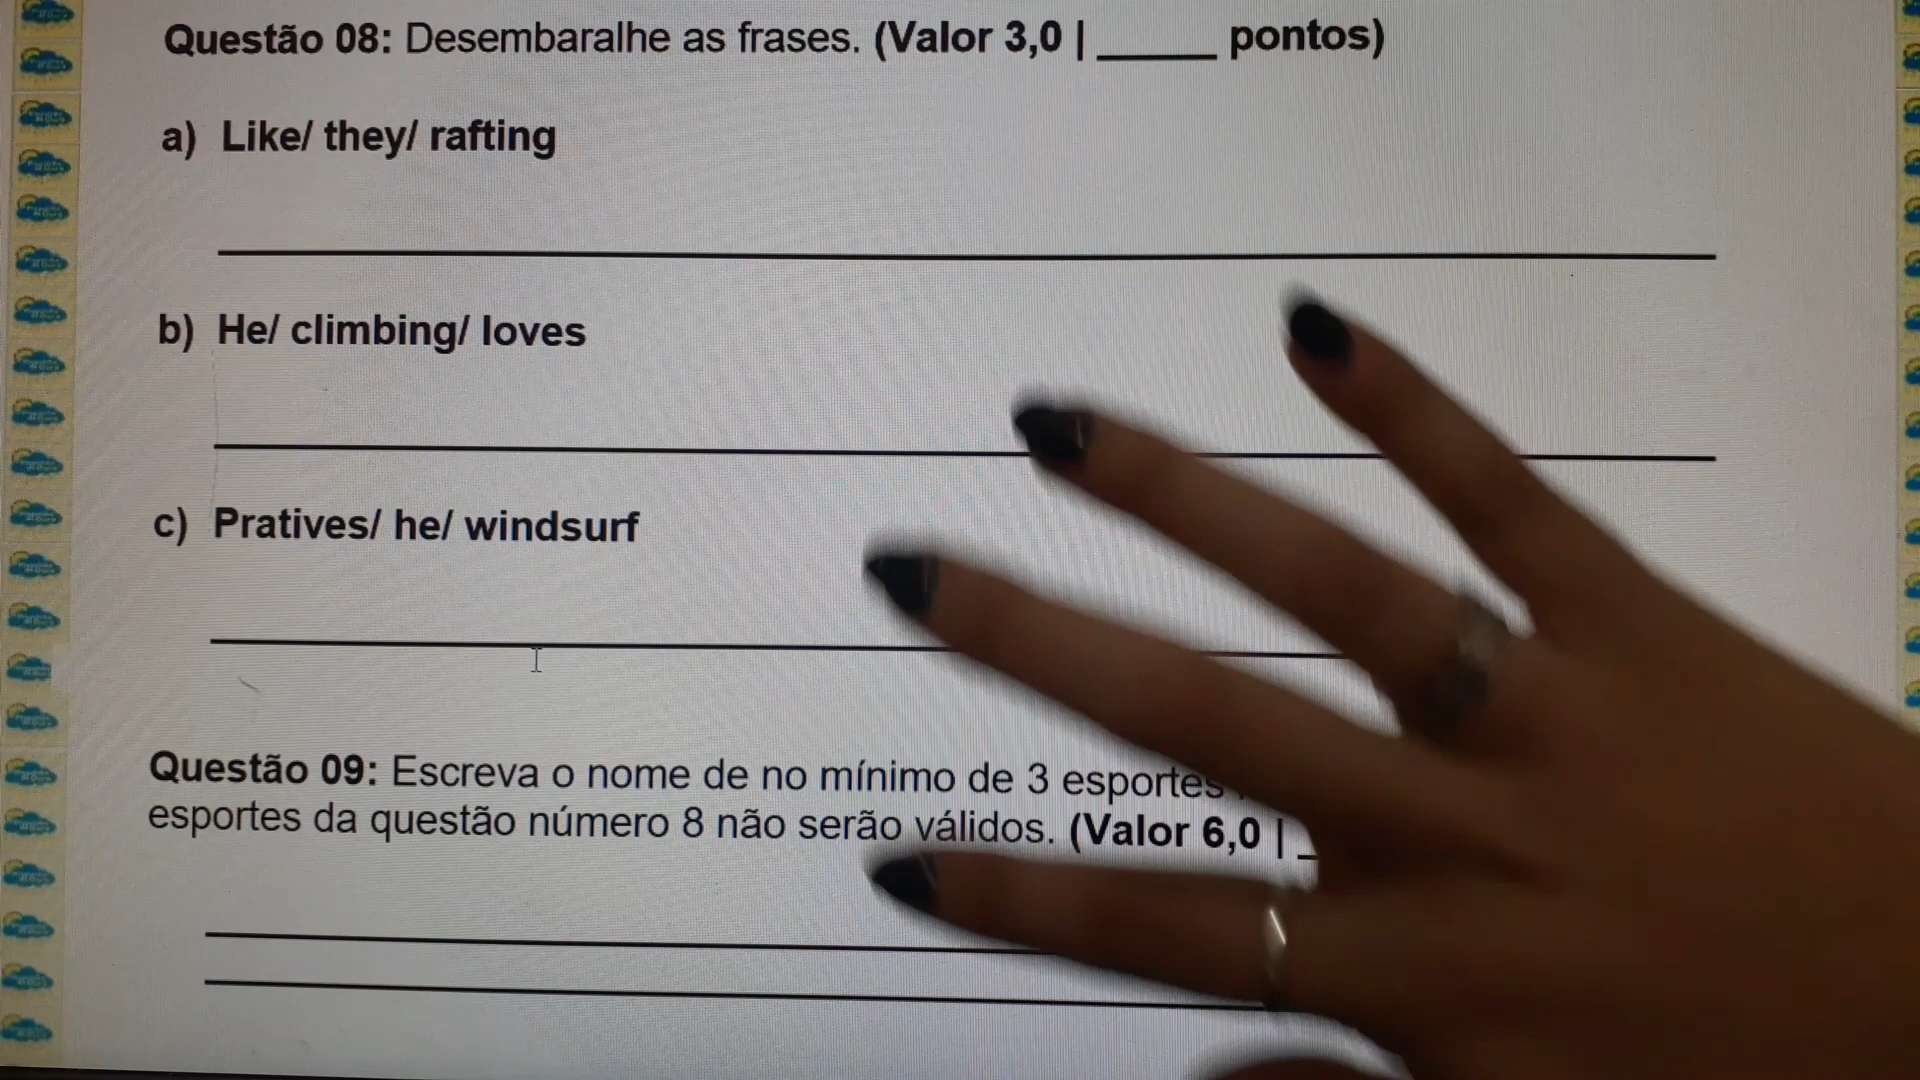 Questão 08: Desembaralhe as frases. (Valor 3,0 | _____ pontos)
a) Like/ they/ rafting
b) He/ climbing/ loves
c) Pratives/ he/ windsurf
Questão 09: Escreva o nome de no mínimo de 3 esportes
esportes da questão número 8 não serão válidos. (Valor 6,0 | _